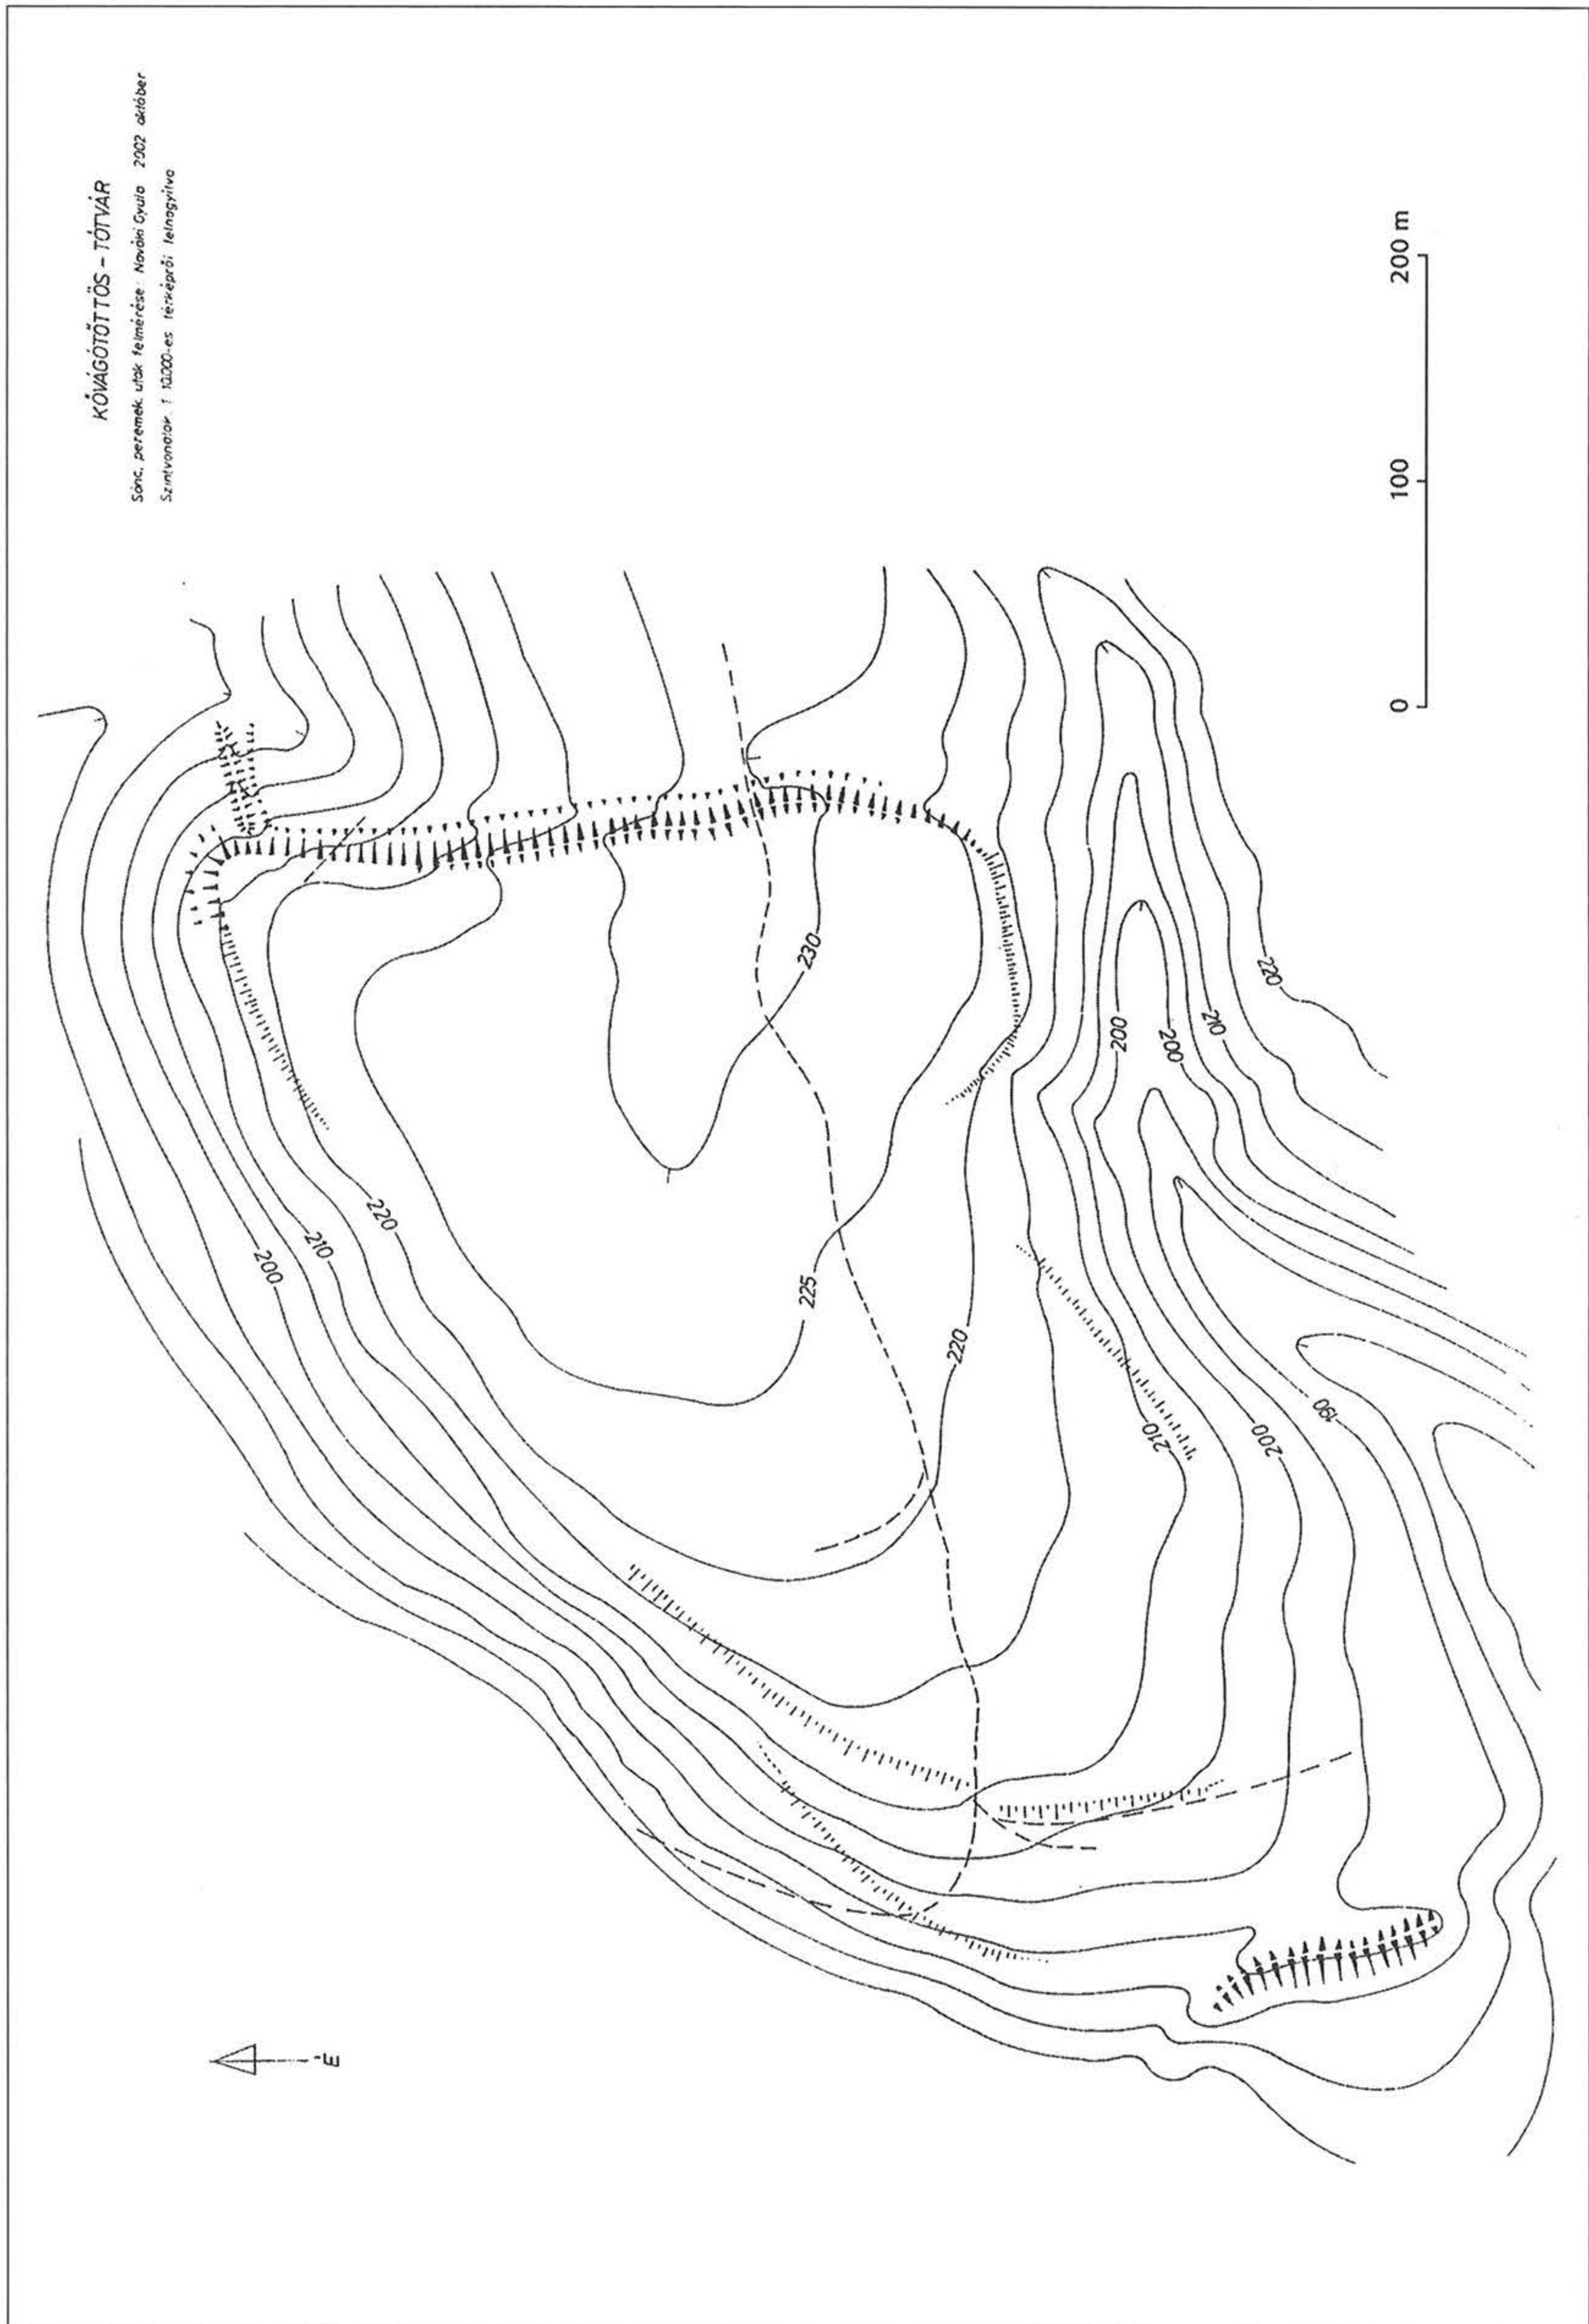 KŐVÁGÓTŐTTÖS – TÓTVÁR
Sánc, peremek, utak felmérése: Nováki Gyula 2002 október
Szintvonalak: 1:10000-es térképről felnagyítva
0 100 200 m
230
225
220
220
220
210
210
210
200
200
200
200
190
É